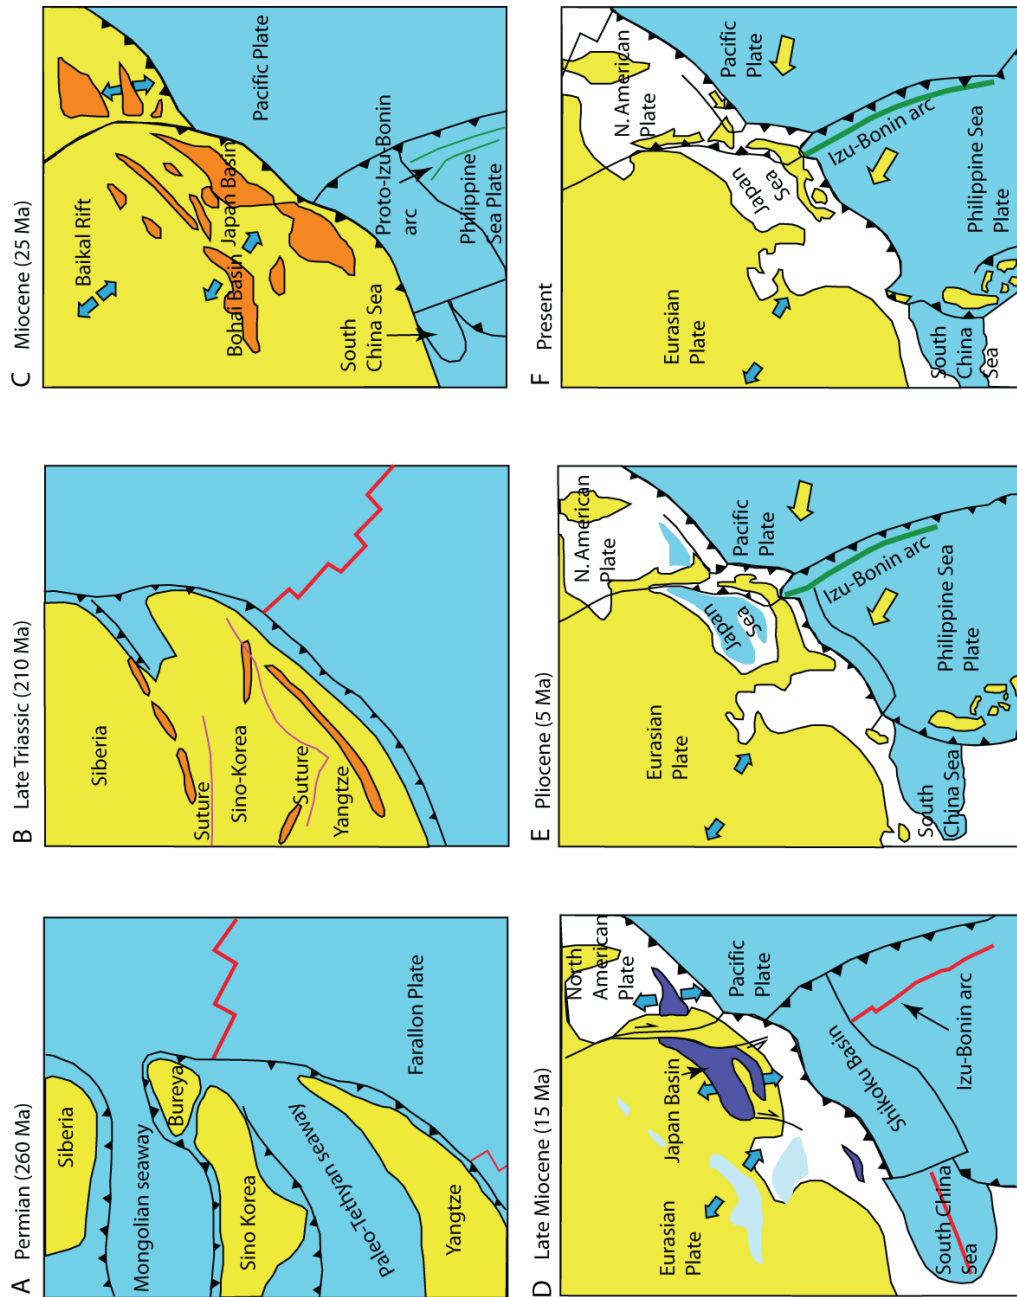 A Permian (260 Ma)
Siberia
Mongolian seaway
Bureya
Sino Korea
Paleo-Tethyan seaway
Yangtze
Farallon Plate
B Late Triassic (210 Ma)
Siberia
Suture
Sino-Korea
Suture
Yangtze
C Miocene (25 Ma)
Baikal Rift
Bohai Basin
Japan Basin
Pacific Plate
South
China Sea
Proto-Izu-Bonin
arc
Philippine
Sea Plate
D Late Miocene (15 Ma)
North
American
Plate
Eurasian
Plate
Japan Basin
Pacific
Plate
Shikoku Basin
South China
Sea
Izu-Bonin arc
E Pliocene (5 Ma)
N. American
Plate
Eurasian
Plate
Japan
Sea
Pacific
Plate
Izu-Bonin arc
South
China Sea
Philippine Sea
Plate
F Present
N. American
Plate
Eurasian
Plate
Japan
Sea
Pacific
Plate
Izu-Bonin arc
South
China
Sea
Philippine Sea
Plate